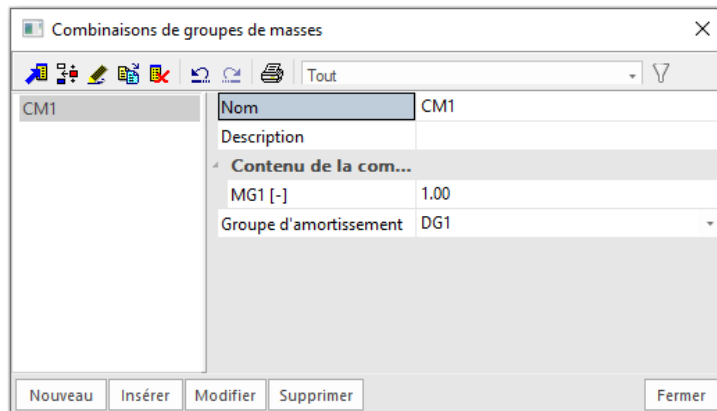 Combinaisons de groupes de masses
Tout
CM1
Nom CM1
Description
Contenu de la com...
MG1 [-] 1.00
Groupe d'amortissement DG1
Nouveau Insérer Modifier Supprimer Fermer